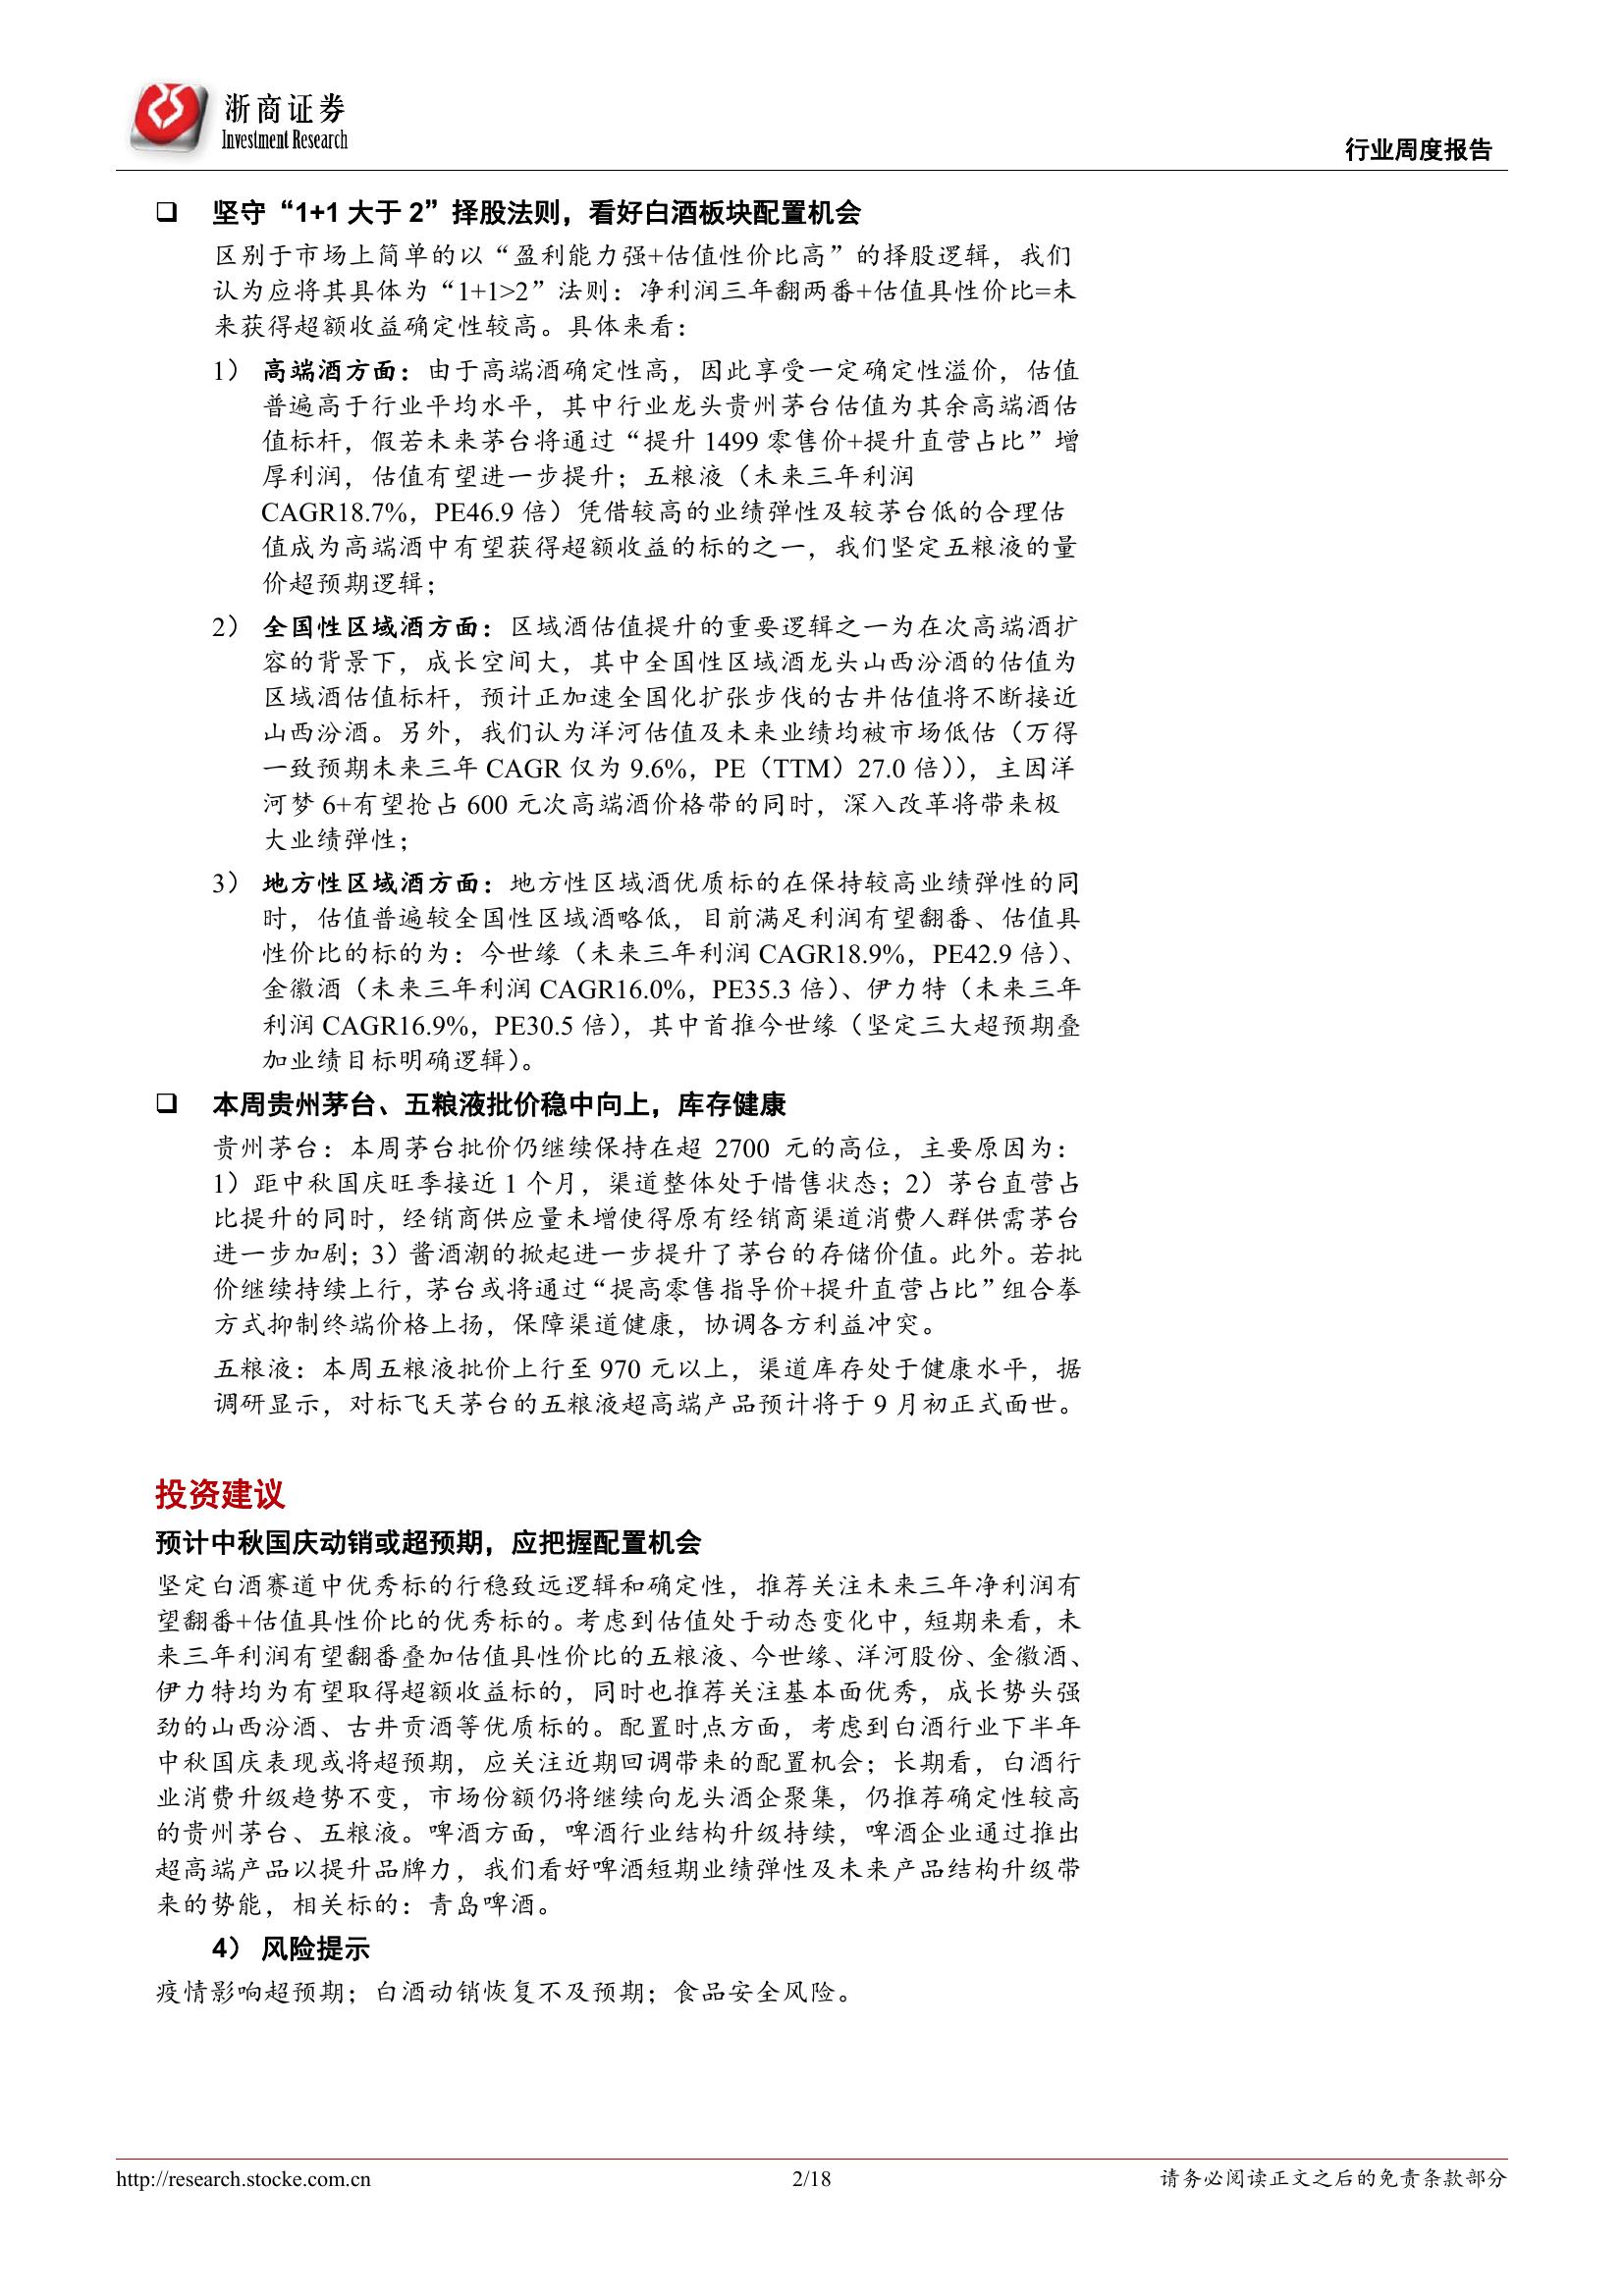 浙商证券
Investment Research
行业周度报告
❑ 坚守“1+1 大于 2”择股法则，看好白酒板块配置机会
区别于市场上简单的以“盈利能力强+估值性价比高”的择股逻辑，我们
认为应将其具体为“1+1>2”法则：净利润三年翻两番+估值具性价比=未
来获得超额收益确定性较高。具体来看：
1） 高端酒方面：由于高端酒确定性高，因此享受一定确定性溢价，估值
普遍高于行业平均水平，其中行业龙头贵州茅台估值为其余高端酒估
值标杆，假若未来茅台将通过“提升 1499 零售价+提升直营占比”增
厚利润，估值有望进一步提升；五粮液（未来三年利润
CAGR18.7%，PE46.9 倍）凭借较高的业绩弹性及较茅台低的合理估
值成为高端酒中有望获得超额收益的标的之一，我们坚定五粮液的量
价超预期逻辑；
2） 全国性区域酒方面：区域酒估值提升的重要逻辑之一为在次高端酒扩
容的背景下，成长空间大，其中全国性区域酒龙头山西汾酒的估值为
区域酒估值标杆，预计正加速全国化扩张步伐的古井估值将不断接近
山西汾酒。另外，我们认为洋河估值及未来业绩均被市场低估（万得
一致预期未来三年 CAGR 仅为 9.6%，PE（TTM）27.0 倍)），主因洋
河梦 6+有望抢占 600 元次高端酒价格带的同时，深入改革将带来极
大业绩弹性；
3） 地方性区域酒方面：地方性区域酒优质标的在保持较高业绩弹性的同
时，估值普遍较全国性区域酒略低，目前满足利润有望翻番、估值具
性价比的标的为：今世缘（未来三年利润 CAGR18.9%，PE42.9 倍）、
金徽酒（未来三年利润 CAGR16.0%，PE35.3 倍）、伊力特（未来三年
利润 CAGR16.9%，PE30.5 倍），其中首推今世缘（坚定三大超预期叠
加业绩目标明确逻辑）。
❑ 本周贵州茅台、五粮液批价稳中向上，库存健康
贵州茅台：本周茅台批价仍继续保持在超 2700 元的高位，主要原因为：
1）距中秋国庆旺季接近 1 个月，渠道整体处于惜售状态；2）茅台直营占
比提升的同时，经销商供应量未增使得原有经销商渠道消费人群供需茅台
进一步加剧；3）酱酒潮的掀起进一步提升了茅台的存储价值。此外。若批
价继续持续上行，茅台或将通过“提高零售指导价+提升直营占比”组合拳
方式抑制终端价格上扬，保障渠道健康，协调各方利益冲突。
五粮液：本周五粮液批价上行至 970 元以上，渠道库存处于健康水平，据
调研显示，对标飞天茅台的五粮液超高端产品预计将于 9 月初正式面世。
投资建议
预计中秋国庆动销或超预期，应把握配置机会
坚定白酒赛道中优秀标的行稳致远逻辑和确定性，推荐关注未来三年净利润有
望翻番+估值具性价比的优秀标的。考虑到估值处于动态变化中，短期来看，未
来三年利润有望翻番叠加估值具性价比的五粮液、今世缘、洋河股份、金徽酒、
伊力特均为有望取得超额收益标的，同时也推荐关注基本面优秀，成长势头强
劲的山西汾酒、古井贡酒等优质标的。配置时点方面，考虑到白酒行业下半年
中秋国庆表现或将超预期，应关注近期回调带来的配置机会；长期看，白酒行
业消费升级趋势不变，市场份额仍将继续向龙头酒企聚集，仍推荐确定性较高
的贵州茅台、五粮液。啤酒方面，啤酒行业结构升级持续，啤酒企业通过推出
超高端产品以提升品牌力，我们看好啤酒短期业绩弹性及未来产品结构升级带
来的势能，相关标的：青岛啤酒。
4） 风险提示
疫情影响超预期；白酒动销恢复不及预期；食品安全风险。
http://research.stocke.com.cn
2/18
请务必阅读正文之后的免责条款部分